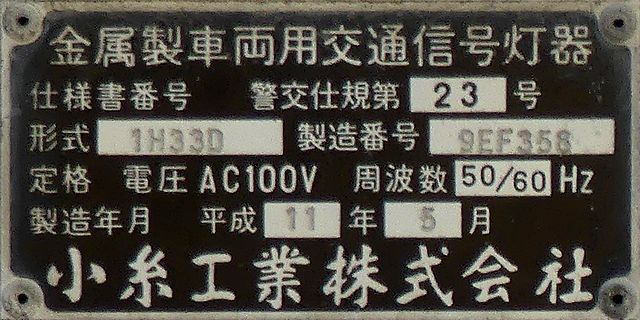 金属製車両用交通信号灯器
仕様書番号 警交仕規第 23 号
形式 1H33D 製造番号 9EF358
定格 電圧 AC100V 周波数 50/60 Hz
製造年月 平成 11 年 5 月
小糸工業株式会社